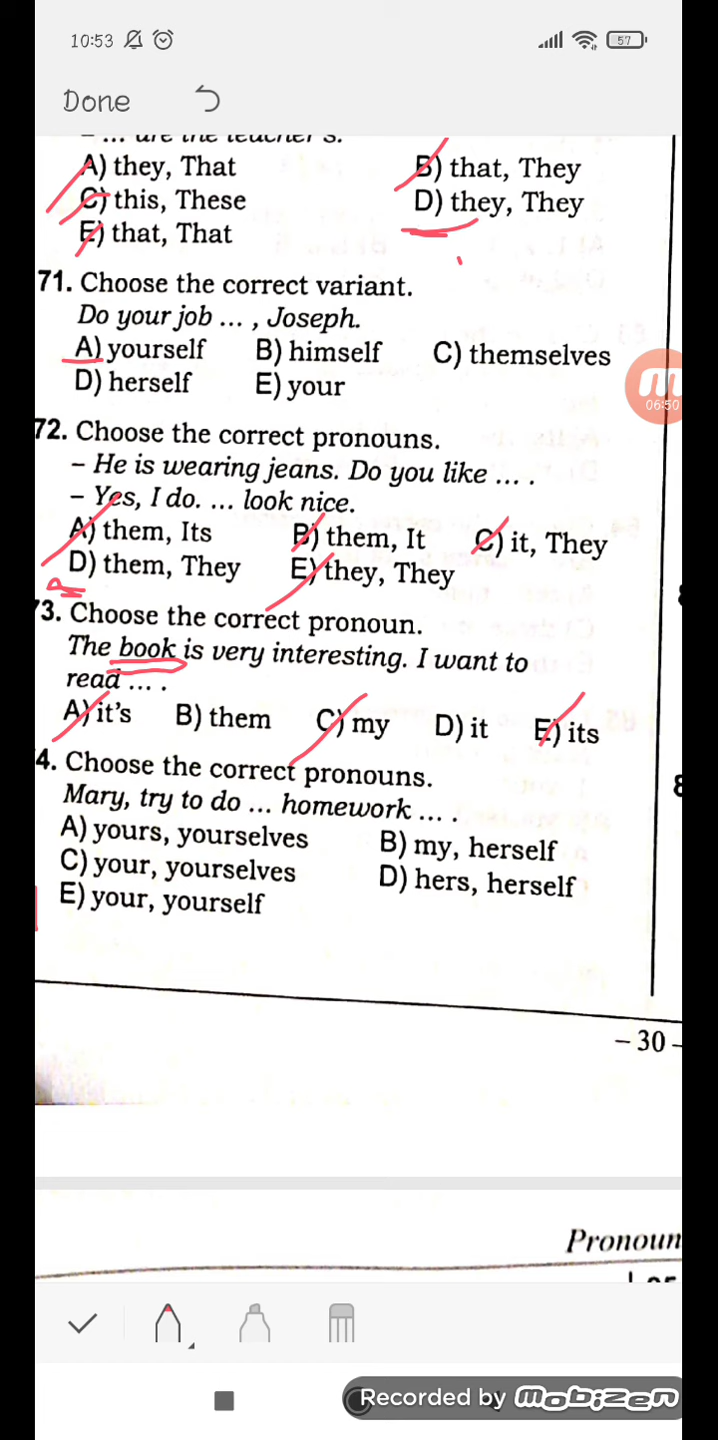 10:53
57
Done
– ... are the teacher's.
A) they, That B) that, They
C) this, These D) they, They
E) that, That
71. Choose the correct variant.
Do your job ... , Joseph.
A) yourself B) himself C) themselves
D) herself E) your
06:50
72. Choose the correct pronouns.
– He is wearing jeans. Do you like ... .
– Yes, I do. ... look nice.
A) them, Its B) them, It C) it, They
D) them, They E) they, They
73. Choose the correct pronoun.
The book is very interesting. I want to
read ... .
A) it's B) them C) my D) it E) its
4. Choose the correct pronouns.
Mary, try to do ... homework ... .
A) yours, yourselves B) my, herself
C) your, yourselves D) hers, herself
E) your, yourself
– 30 –
Pronoun
Recorded by mobizen